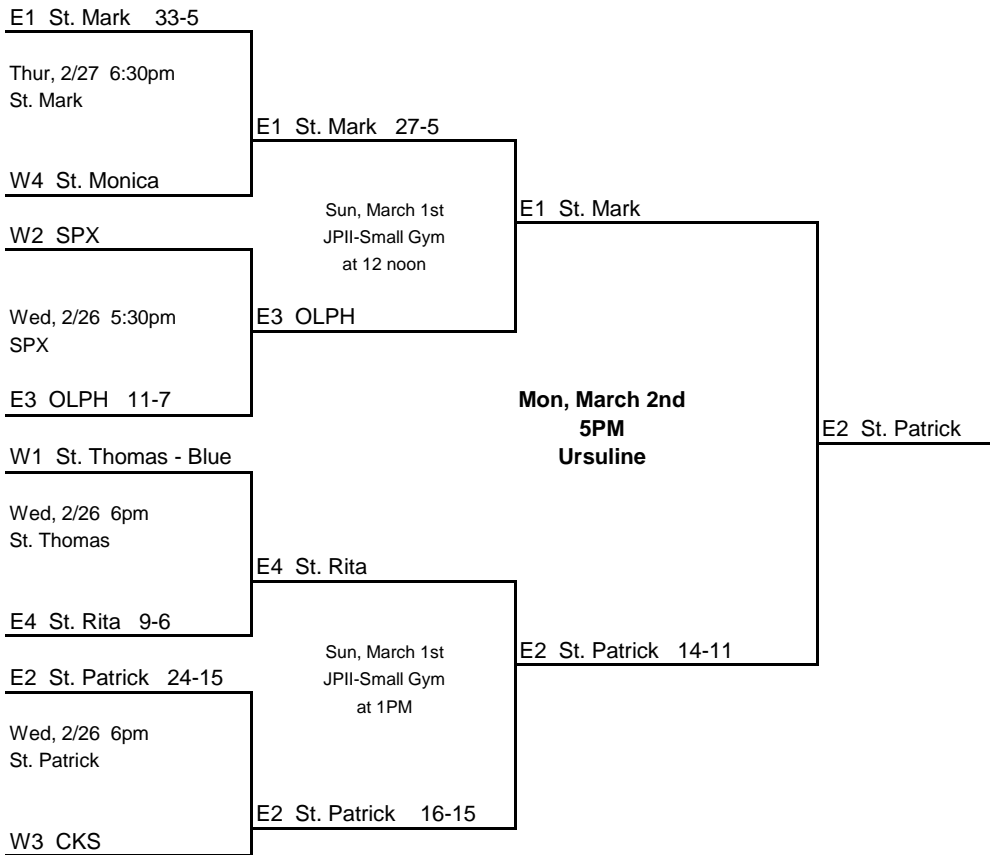 E1 St. Mark 33-5
Thur, 2/27 6:30pm
St. Mark
E1 St. Mark 27-5
W4 St. Monica
Sun, March 1st
JPII-Small Gym
at 12 noon
E1 St. Mark
W2 SPX
Wed, 2/26 5:30pm
SPX
E3 OLPH
E3 OLPH 11-7
Mon, March 2nd
5PM
Ursuline
E2 St. Patrick
W1 St. Thomas - Blue
Wed, 2/26 6pm
St. Thomas
E4 St. Rita
E4 St. Rita 9-6
Sun, March 1st
JPII-Small Gym
at 1PM
E2 St. Patrick 14-11
E2 St. Patrick 24-15
Wed, 2/26 6pm
St. Patrick
E2 St. Patrick 16-15
W3 CKS